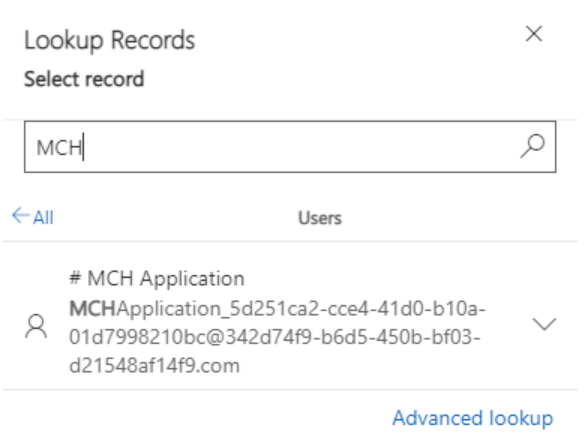 Lookup Records
Select record
MCH
All
Users
# MCH Application
MCHApplication_5d251ca2-cce4-41d0-b10a-
01d7998210bc@342d74f9-b6d5-450b-bf03-
d21548af14f9.com
Advanced lookup